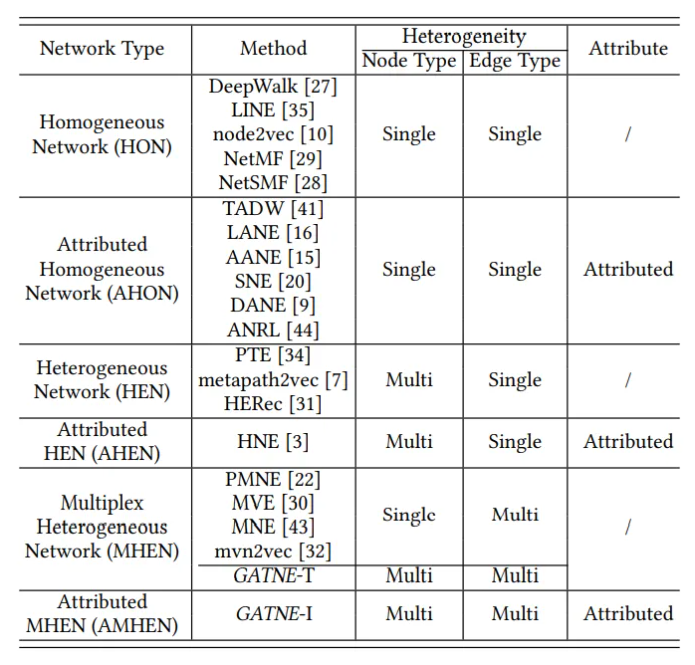 Network Type Method Heterogeneity Attribute
Node Type Edge Type
Homogeneous
Network (HON)
DeepWalk [27]
LINE [35]
node2vec [10]
NetMF [29]
NetSMF [28]
Single Single /
Attributed
Homogeneous
Network (AHON)
TADW [41]
LANE [16]
AANE [15]
SNE [20]
DANE [9]
ANRL [44]
Single Single Attributed
Heterogeneous
Network (HEN)
PTE [34]
metapath2vec [7]
HERec [31]
Multi Single /
Attributed
HEN (AHEN)
HNE [3] Multi Single Attributed
Multiplex
Heterogeneous
Network (MHEN)
PMNE [22]
MVE [30]
MNE [43]
mvn2vec [32]
Single Multi
/
GATNE-T Multi Multi
Attributed
MHEN (AMHEN)
GATNE-I Multi Multi Attributed